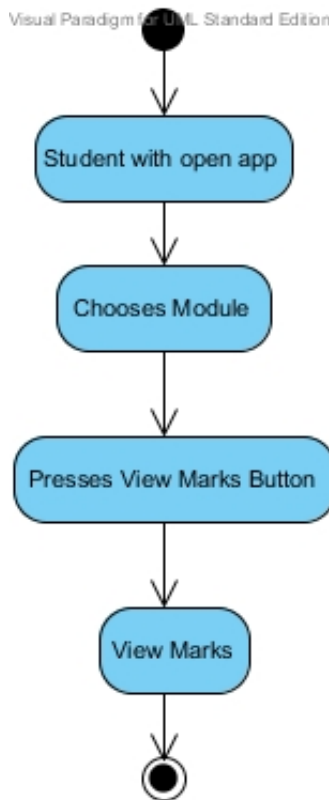 Visual Paradigm for UML Standard Edition
Student with open app
Chooses Module
Presses View Marks Button
View Marks